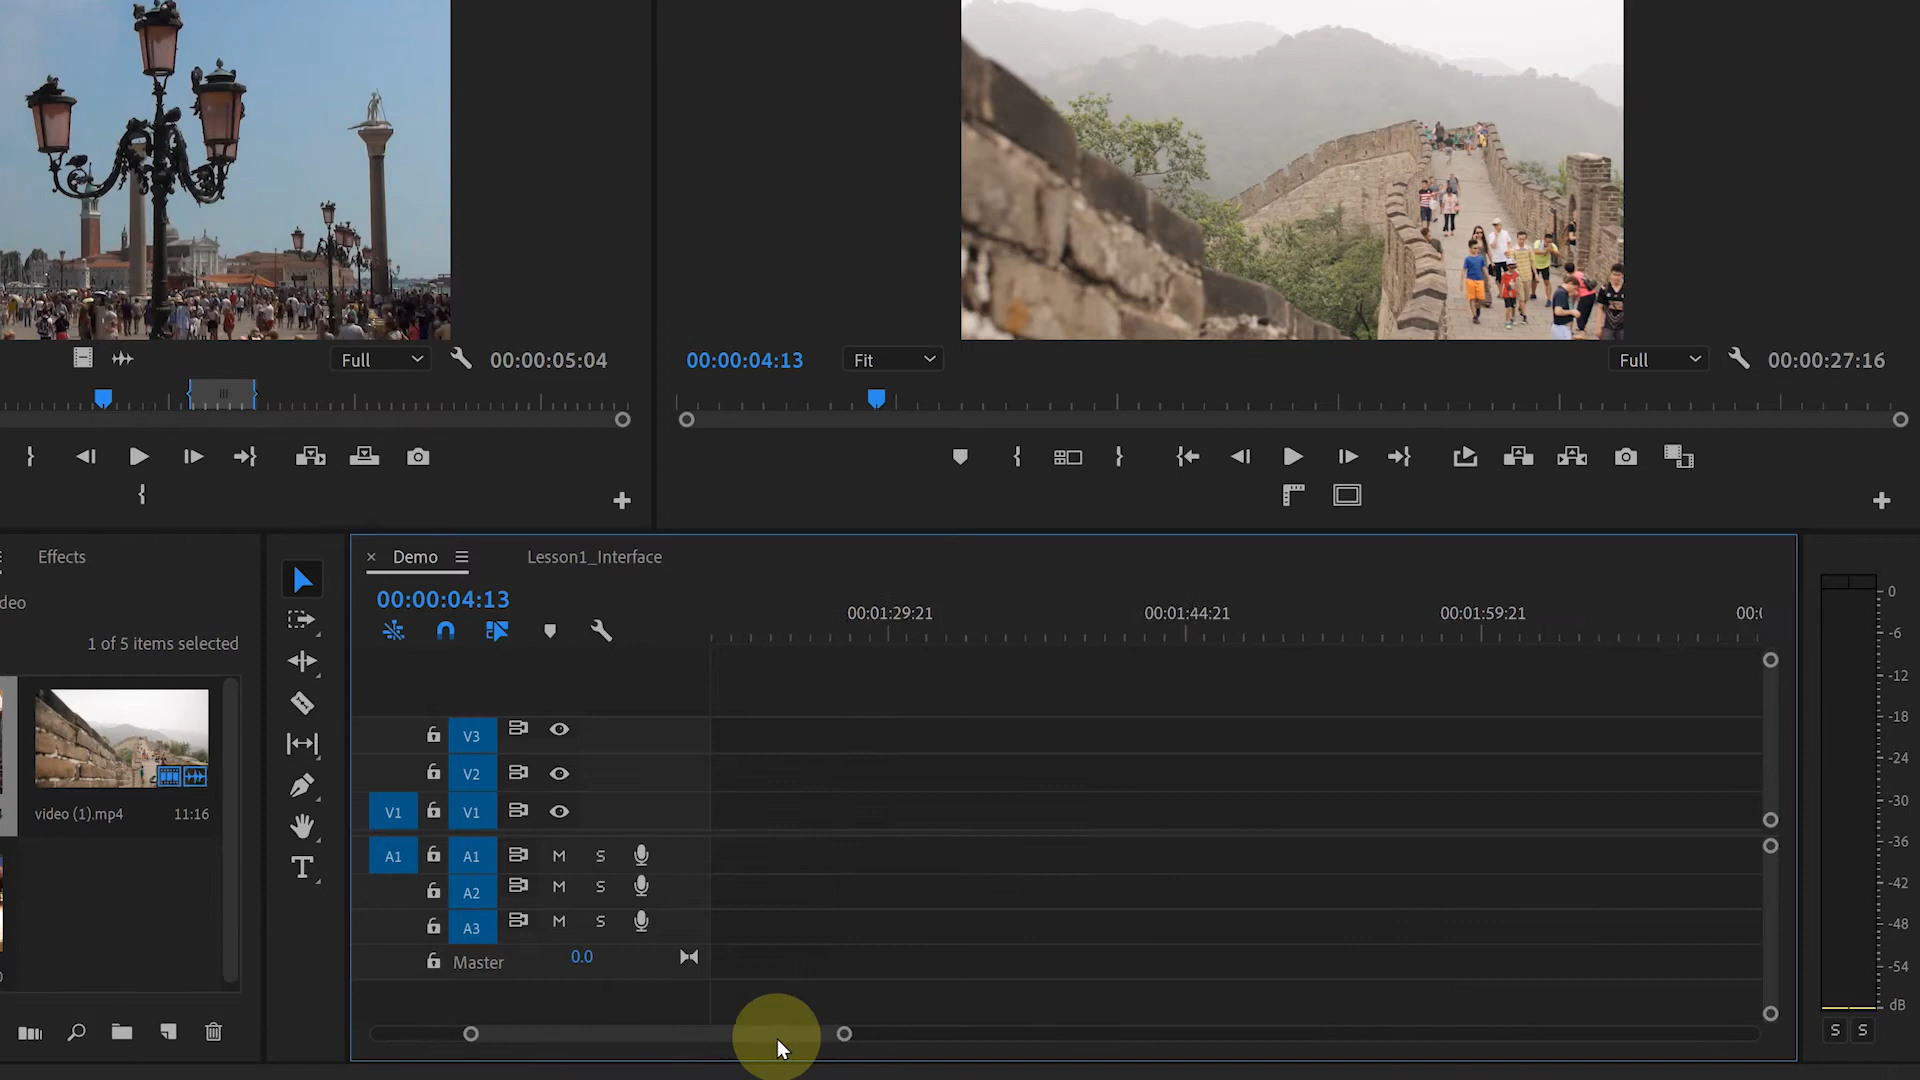 Full
00:00:05:04
00:00:04:13
Fit
Full
00:00:27:16
Effects
deo
1 of 5 items selected
video (1).mp4
11:16
Demo
Lesson1_Interface
00:00:04:13
00:01:29:21
00:01:44:21
00:01:59:21
00:0
V3
V2
V1
V1
A1
A1
M
S
A2
M
S
A3
M
S
Master
0.0
0
-6
-12
-18
-24
-30
-36
-42
-48
-54
dB
S
S